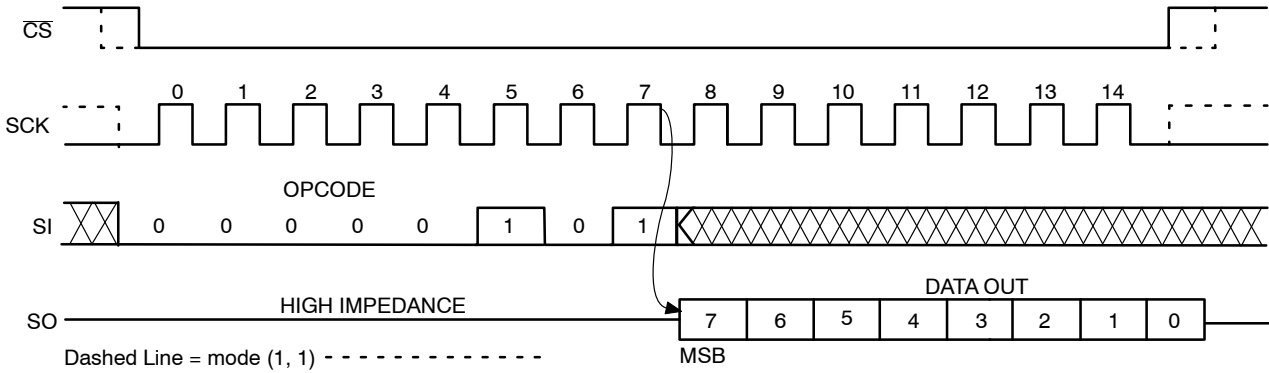 CS
0 1 2 3 4 5 6 7 8 9 10 11 12 13 14
SCK
OPCODE
SI 0 0 0 0 0 1 0 1
DATA OUT
HIGH IMPEDANCE
SO 7 6 5 4 3 2 1 0
Dashed Line = mode (1, 1) MSB